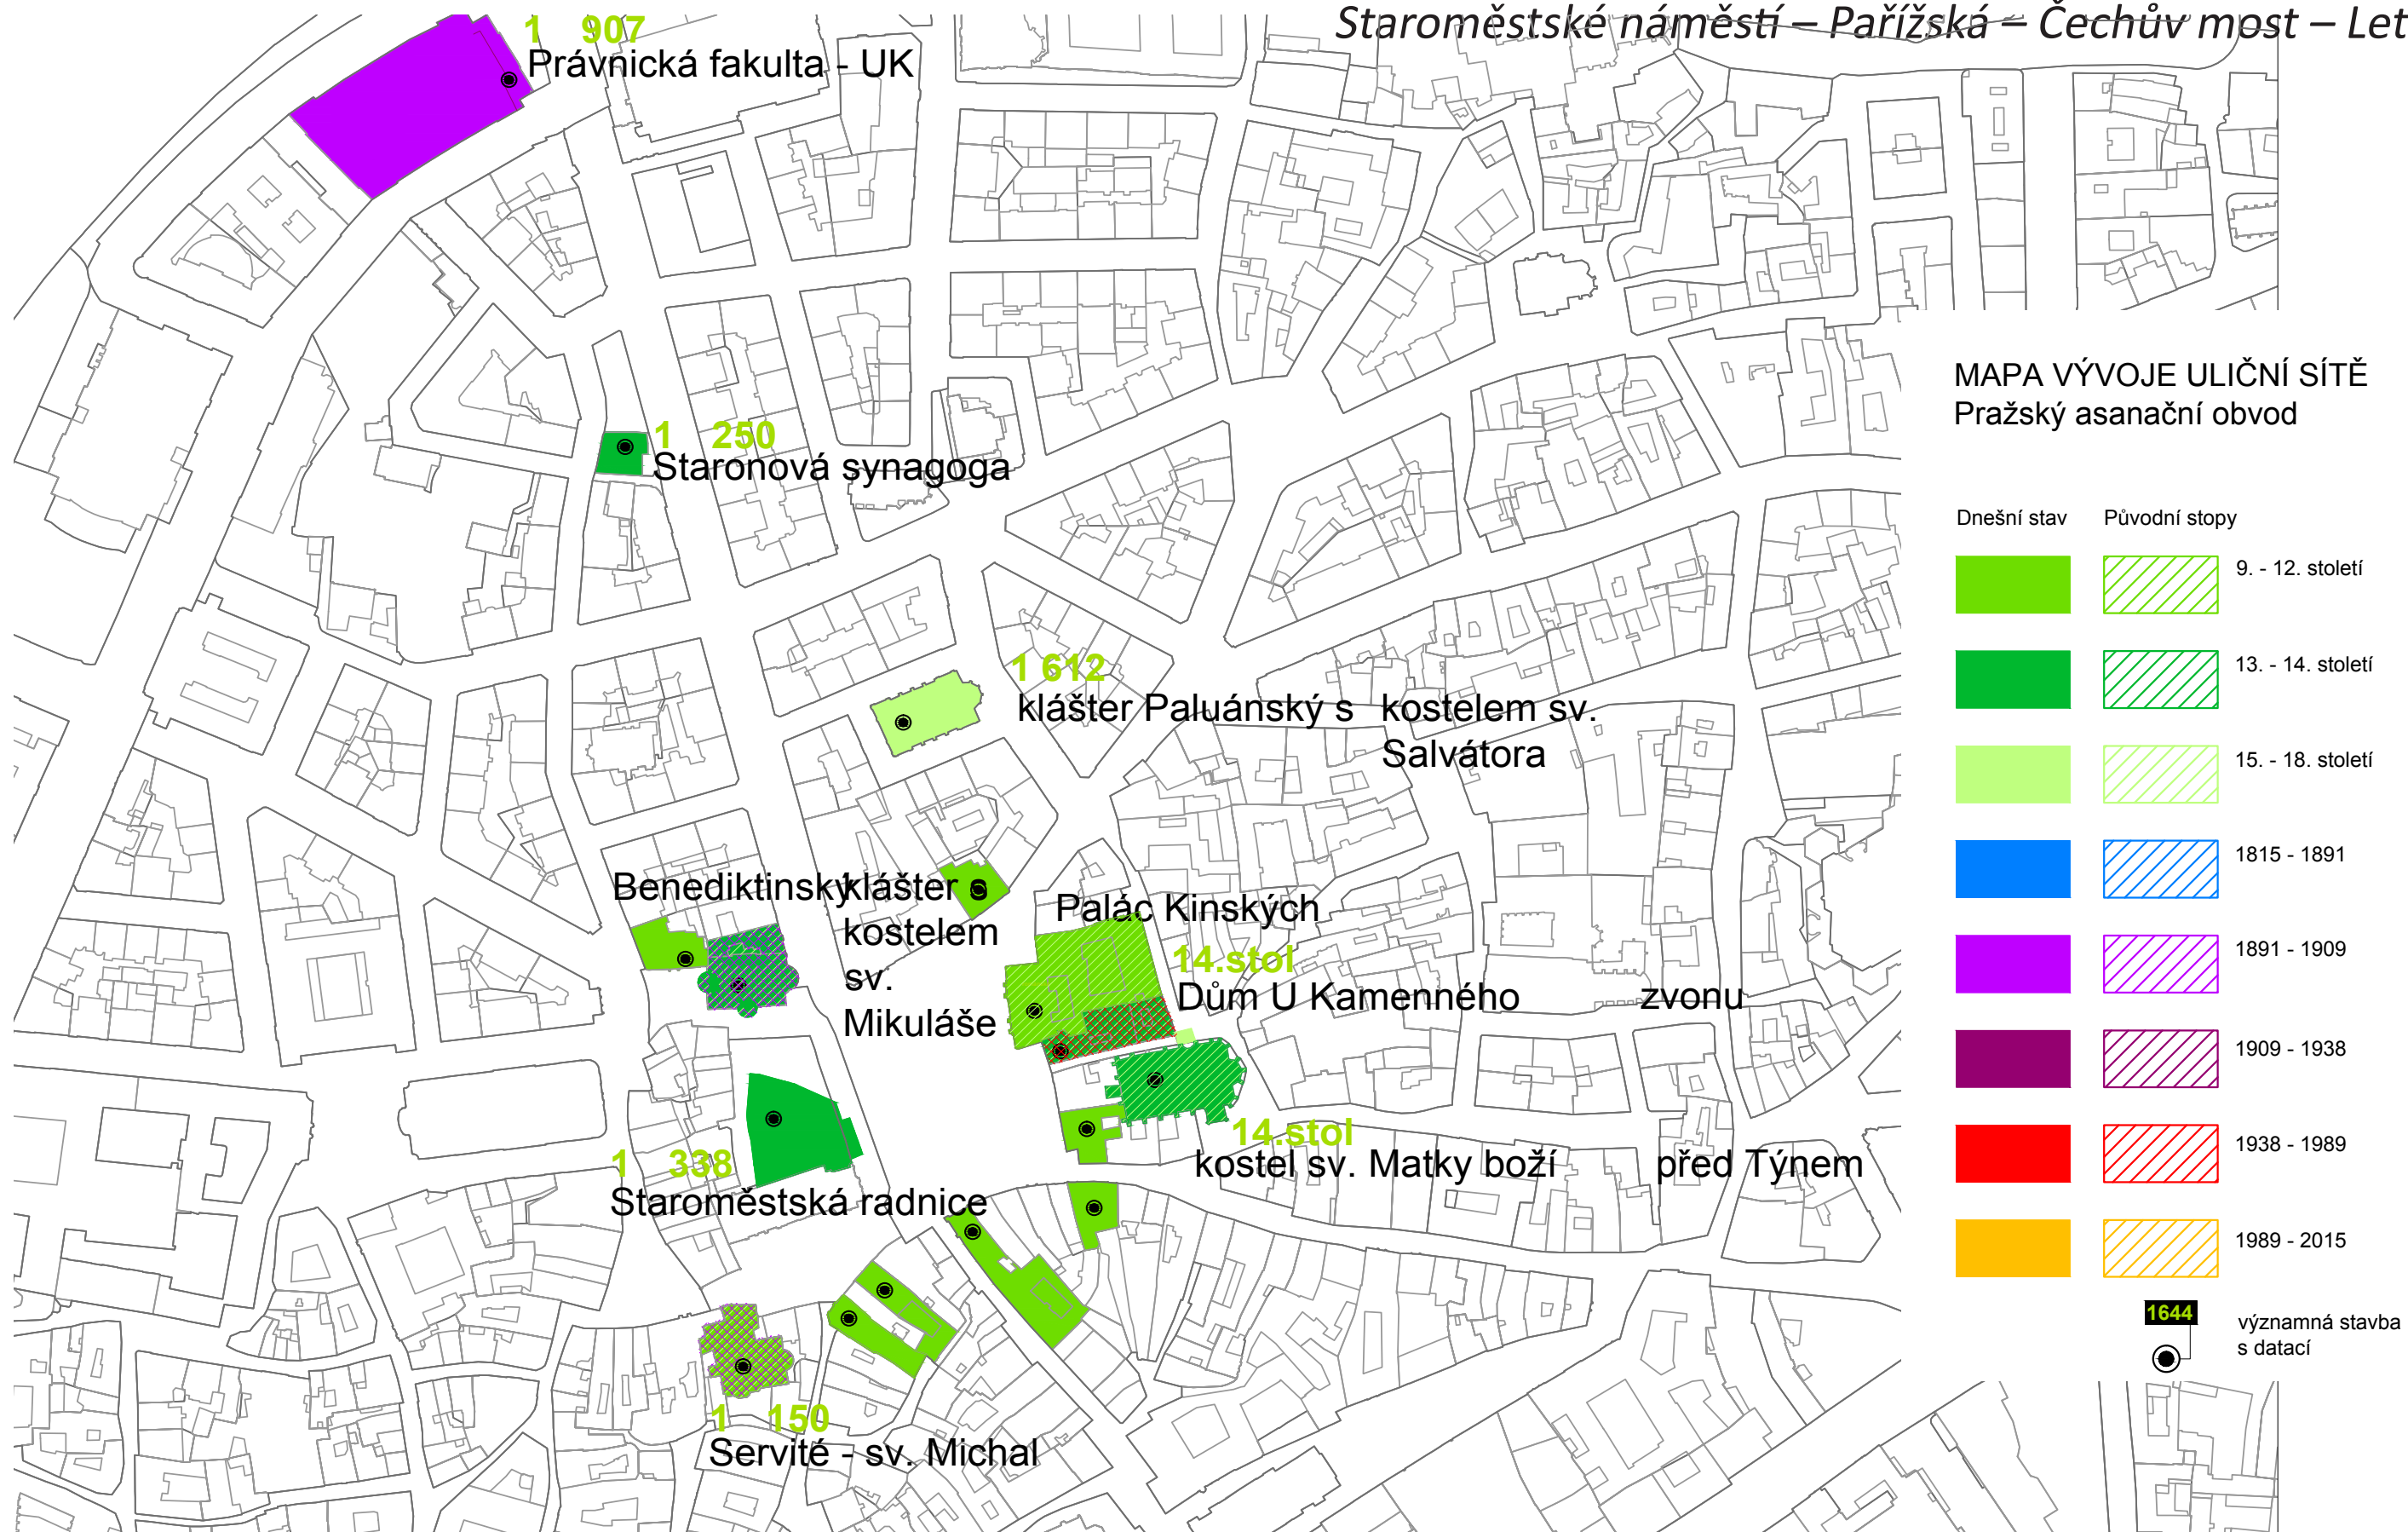 Staroměstské náměstí – Pařížská – Čechův most – Let
1 907
Právnická fakulta - UK
1 250
Staronová synagoga
1 612
klášter Paluánský s kostelem sv.
Salvátora
Benediktinský klášter s
kostelem
sv.
Mikuláše
Palác Kinských
14.stol
Dům U Kamenného zvonu
14.stol
kostel sv. Matky boží před Týnem
1 338
Staroměstská radnice
1 150
Servité - sv. Michal
MAPA VÝVOJE ULIČNÍ SÍTĚ
Pražský asanační obvod
Dnešní stav Původní stopy
9. - 12. století
13. - 14. století
15. - 18. století
1815 - 1891
1891 - 1909
1909 - 1938
1938 - 1989
1989 - 2015
1644
významná stavba
s datací